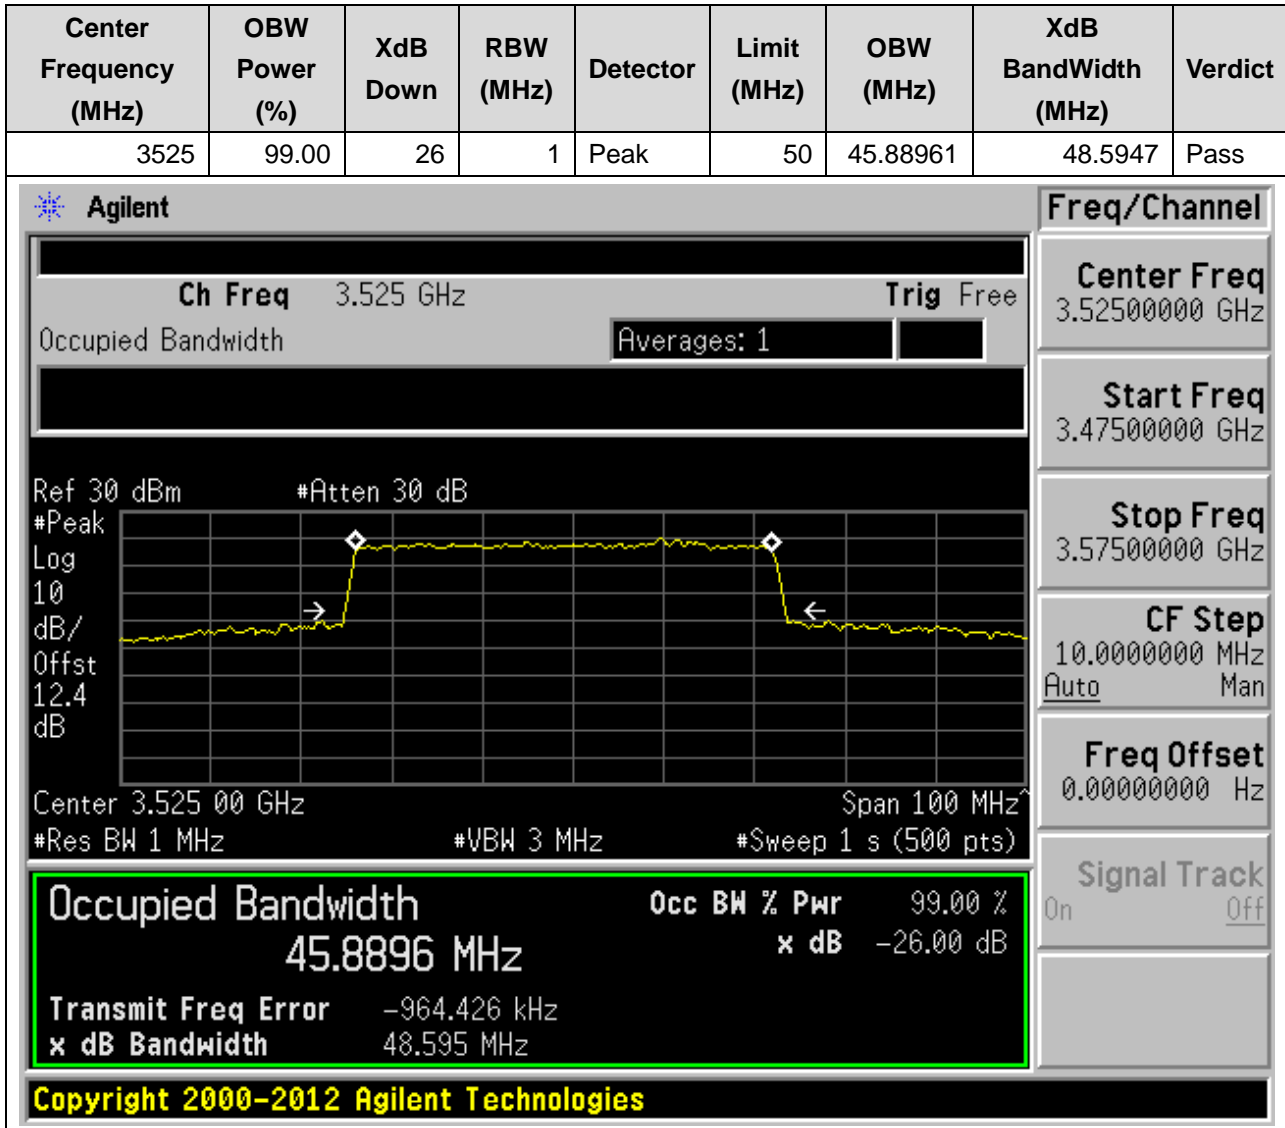 Center Frequency (MHz) OBW Power (%) XdB Down RBW (MHz) Detector Limit (MHz) OBW (MHz) XdB BandWidth (MHz) Verdict
3525 99.00 26 1 Peak 50 45.88961 48.5947 Pass
Agilent
Freq/Channel
Ch Freq 3.525 GHz Trig Free
Occupied Bandwidth Averages: 1
Center Freq
3.52500000 GHz
Start Freq
3.47500000 GHz
Stop Freq
3.57500000 GHz
CF Step
10.0000000 MHz
Auto Man
Freq Offset
0.00000000 Hz
Signal Track
On Off
Ref 30 dBm #Atten 30 dB
#Peak
Log
10
dB/
Offst
12.4
dB
Center 3.525 00 GHz Span 100 MHz^
#Res BW 1 MHz #VBW 3 MHz #Sweep 1 s (500 pts)
Occupied Bandwidth Occ BW % Pwr 99.00 %
45.8896 MHz x dB -26.00 dB
Transmit Freq Error -964.426 kHz
x dB Bandwidth 48.595 MHz
Copyright 2000-2012 Agilent Technologies